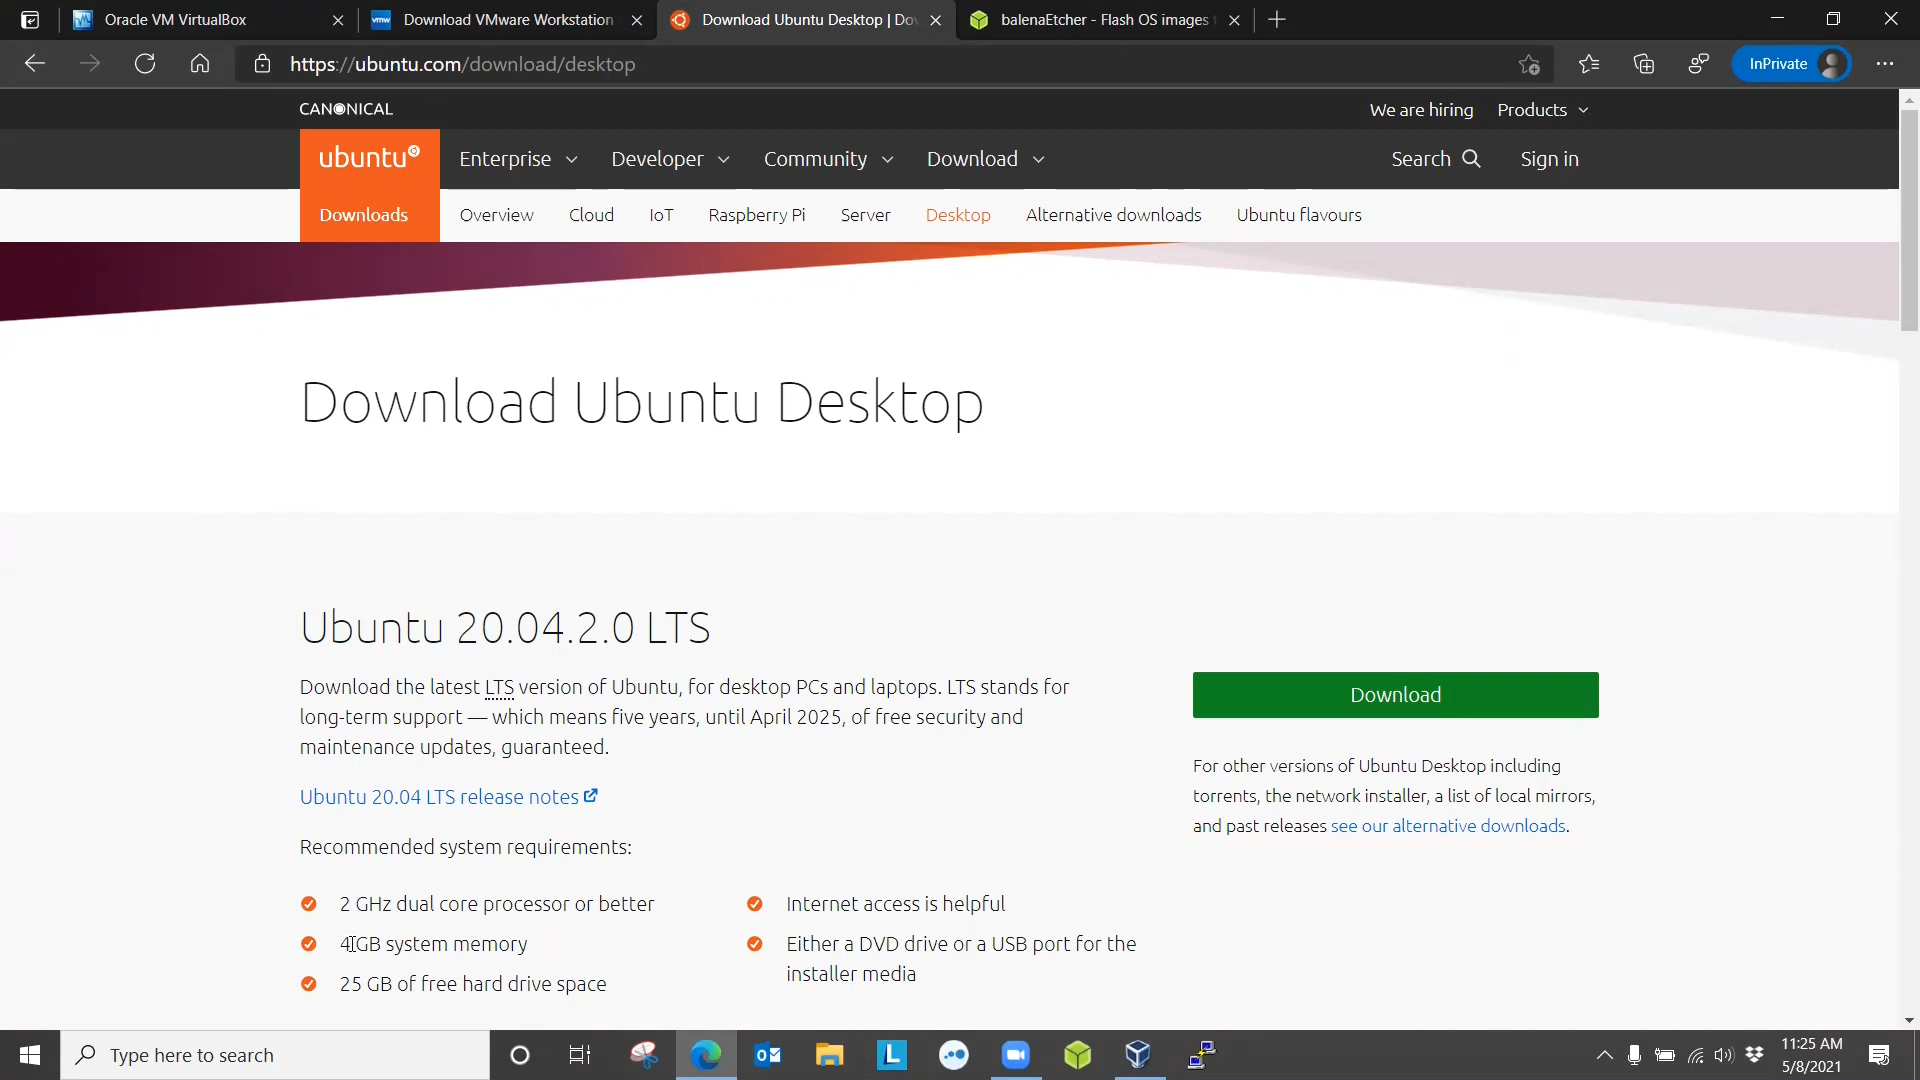 Oracle VM VirtualBox
Download VMware Workstation
Download Ubuntu Desktop | Do
balenaEtcher - Flash OS images
https://ubuntu.com/download/desktop
InPrivate
CANONICAL
We are hiring
Products
ubuntu
Enterprise
Developer
Community
Download
Search
Sign in
Downloads
Overview
Cloud
IoT
Raspberry Pi
Server
Desktop
Alternative downloads
Ubuntu flavours
Download Ubuntu Desktop
Ubuntu 20.04.2.0 LTS
Download the latest LTS version of Ubuntu, for desktop PCs and laptops. LTS stands for
long-term support — which means five years, until April 2025, of free security and
maintenance updates, guaranteed.
Ubuntu 20.04 LTS release notes
Recommended system requirements:
2 GHz dual core processor or better
4 GB system memory
25 GB of free hard drive space
Internet access is helpful
Either a DVD drive or a USB port for the
installer media
Download
For other versions of Ubuntu Desktop including
torrents, the network installer, a list of local mirrors,
and past releases see our alternative downloads.
Type here to search
11:25 AM
5/8/2021